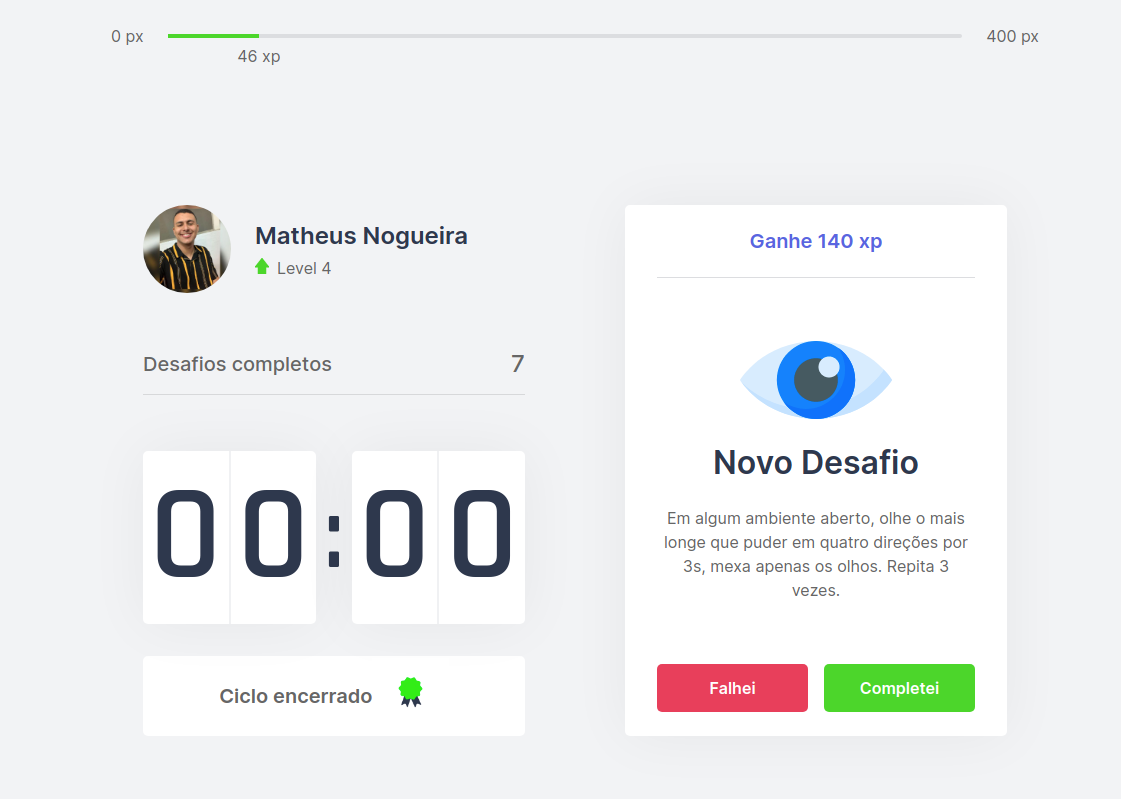 0 px
400 px
46 xp
Matheus Nogueira
Level 4
Desafios completos
7
00:00
Ciclo encerrado
Ganhe 140 xp
Novo Desafio
Em algum ambiente aberto, olhe o mais
longe que puder em quatro direções por
3s, mexa apenas os olhos. Repita 3
vezes.
Falhei
Completei